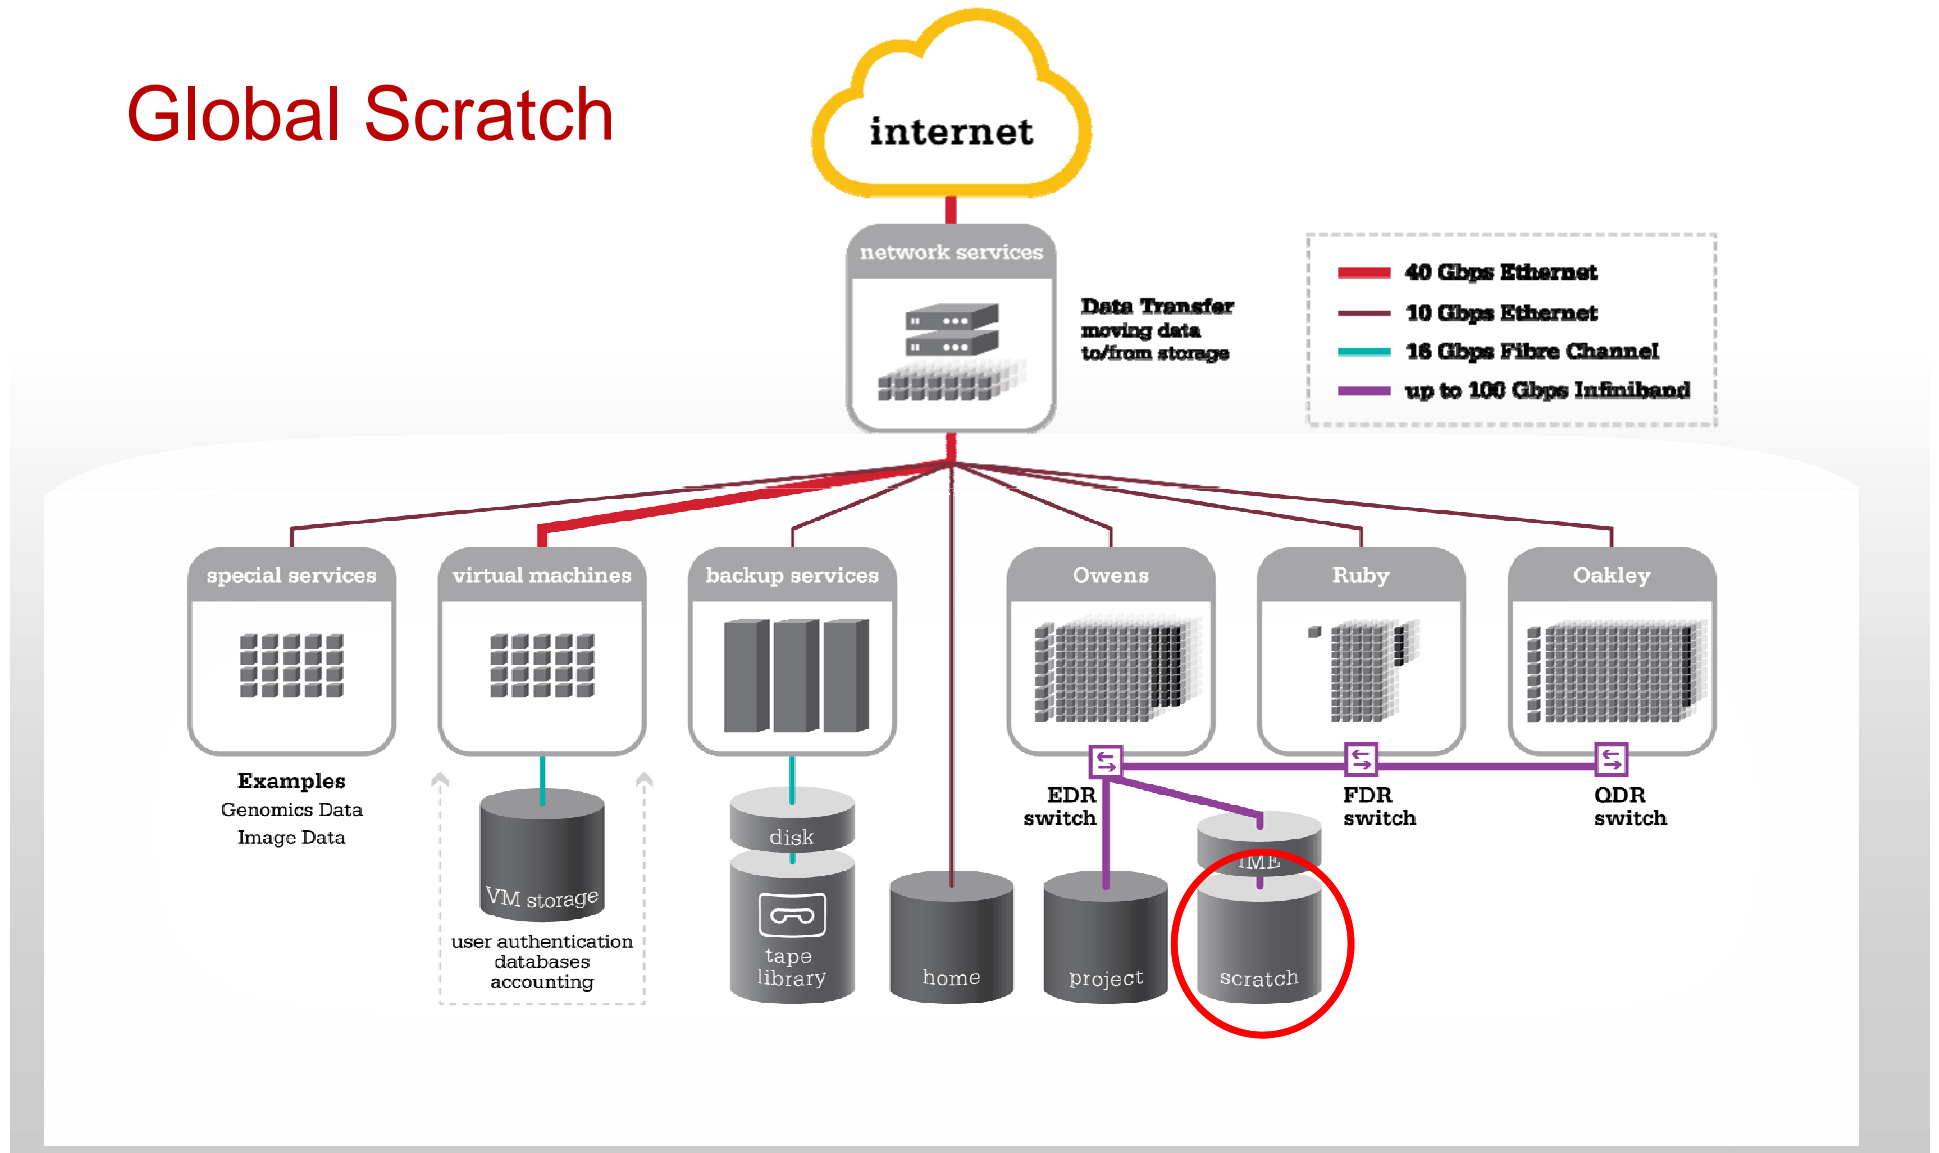 Global Scratch
internet
network services
Data Transfer
moving data
to/from storage
40 Gbps Ethernet
10 Gbps Ethernet
16 Gbps Fibre Channel
up to 100 Gbps Infiniband
special services
virtual machines
backup services
Owens
Ruby
Oakley
Examples
Genomics Data
Image Data
VM storage
user authentication
databases
accounting
disk
tape
library
home
project
EDR
switch
FDR
switch
QDR
switch
IME
scratch